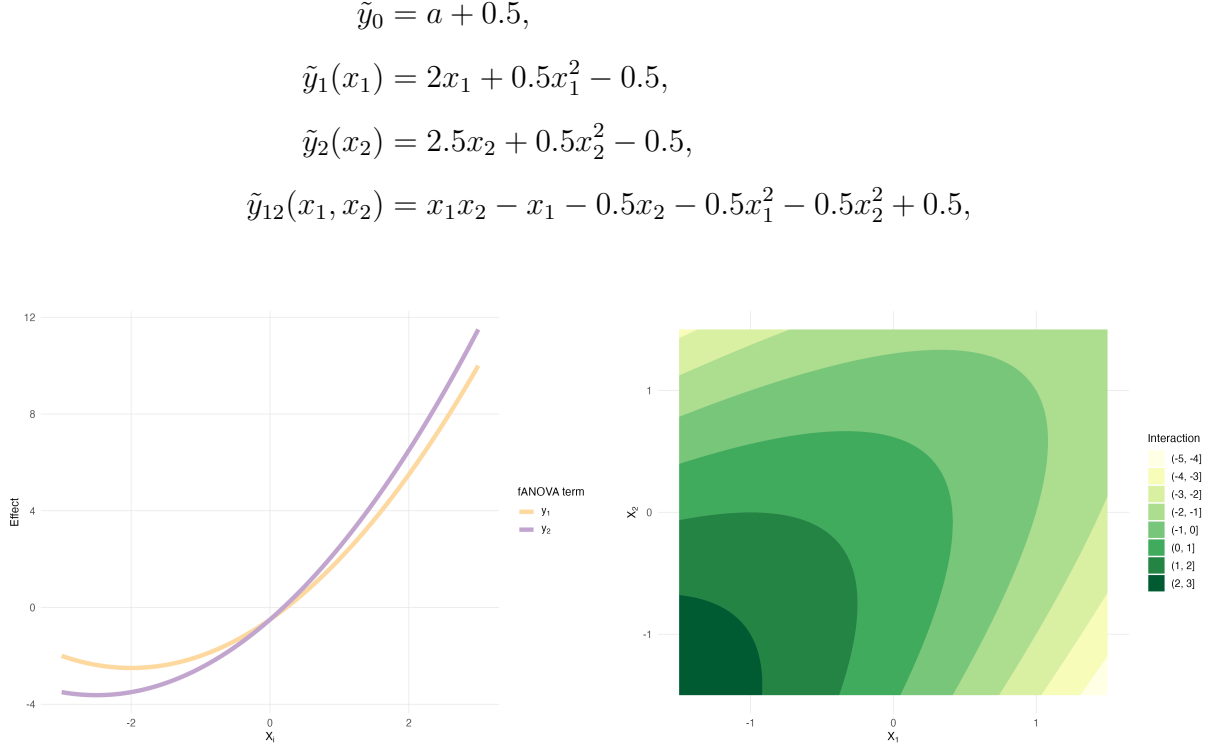 ỹ₀ = a + 0.5,
ỹ₁(x₁) = 2x₁ + 0.5x₁² − 0.5,
ỹ₂(x₂) = 2.5x₂ + 0.5x₂² − 0.5,
ỹ₁₂(x₁, x₂) = x₁x₂ − x₁ − 0.5x₂ − 0.5x₁² − 0.5x₂² + 0.5,
12
8
4
0
-4
Effect
-2
0
2
Xᵢ
fANOVA term
y₁
y₂
1
0
-1
X₂
-1
0
1
X₁
Interaction
(-5, -4]
(-4, -3]
(-3, -2]
(-2, -1]
(-1, 0]
(0, 1]
(1, 2]
(2, 3]